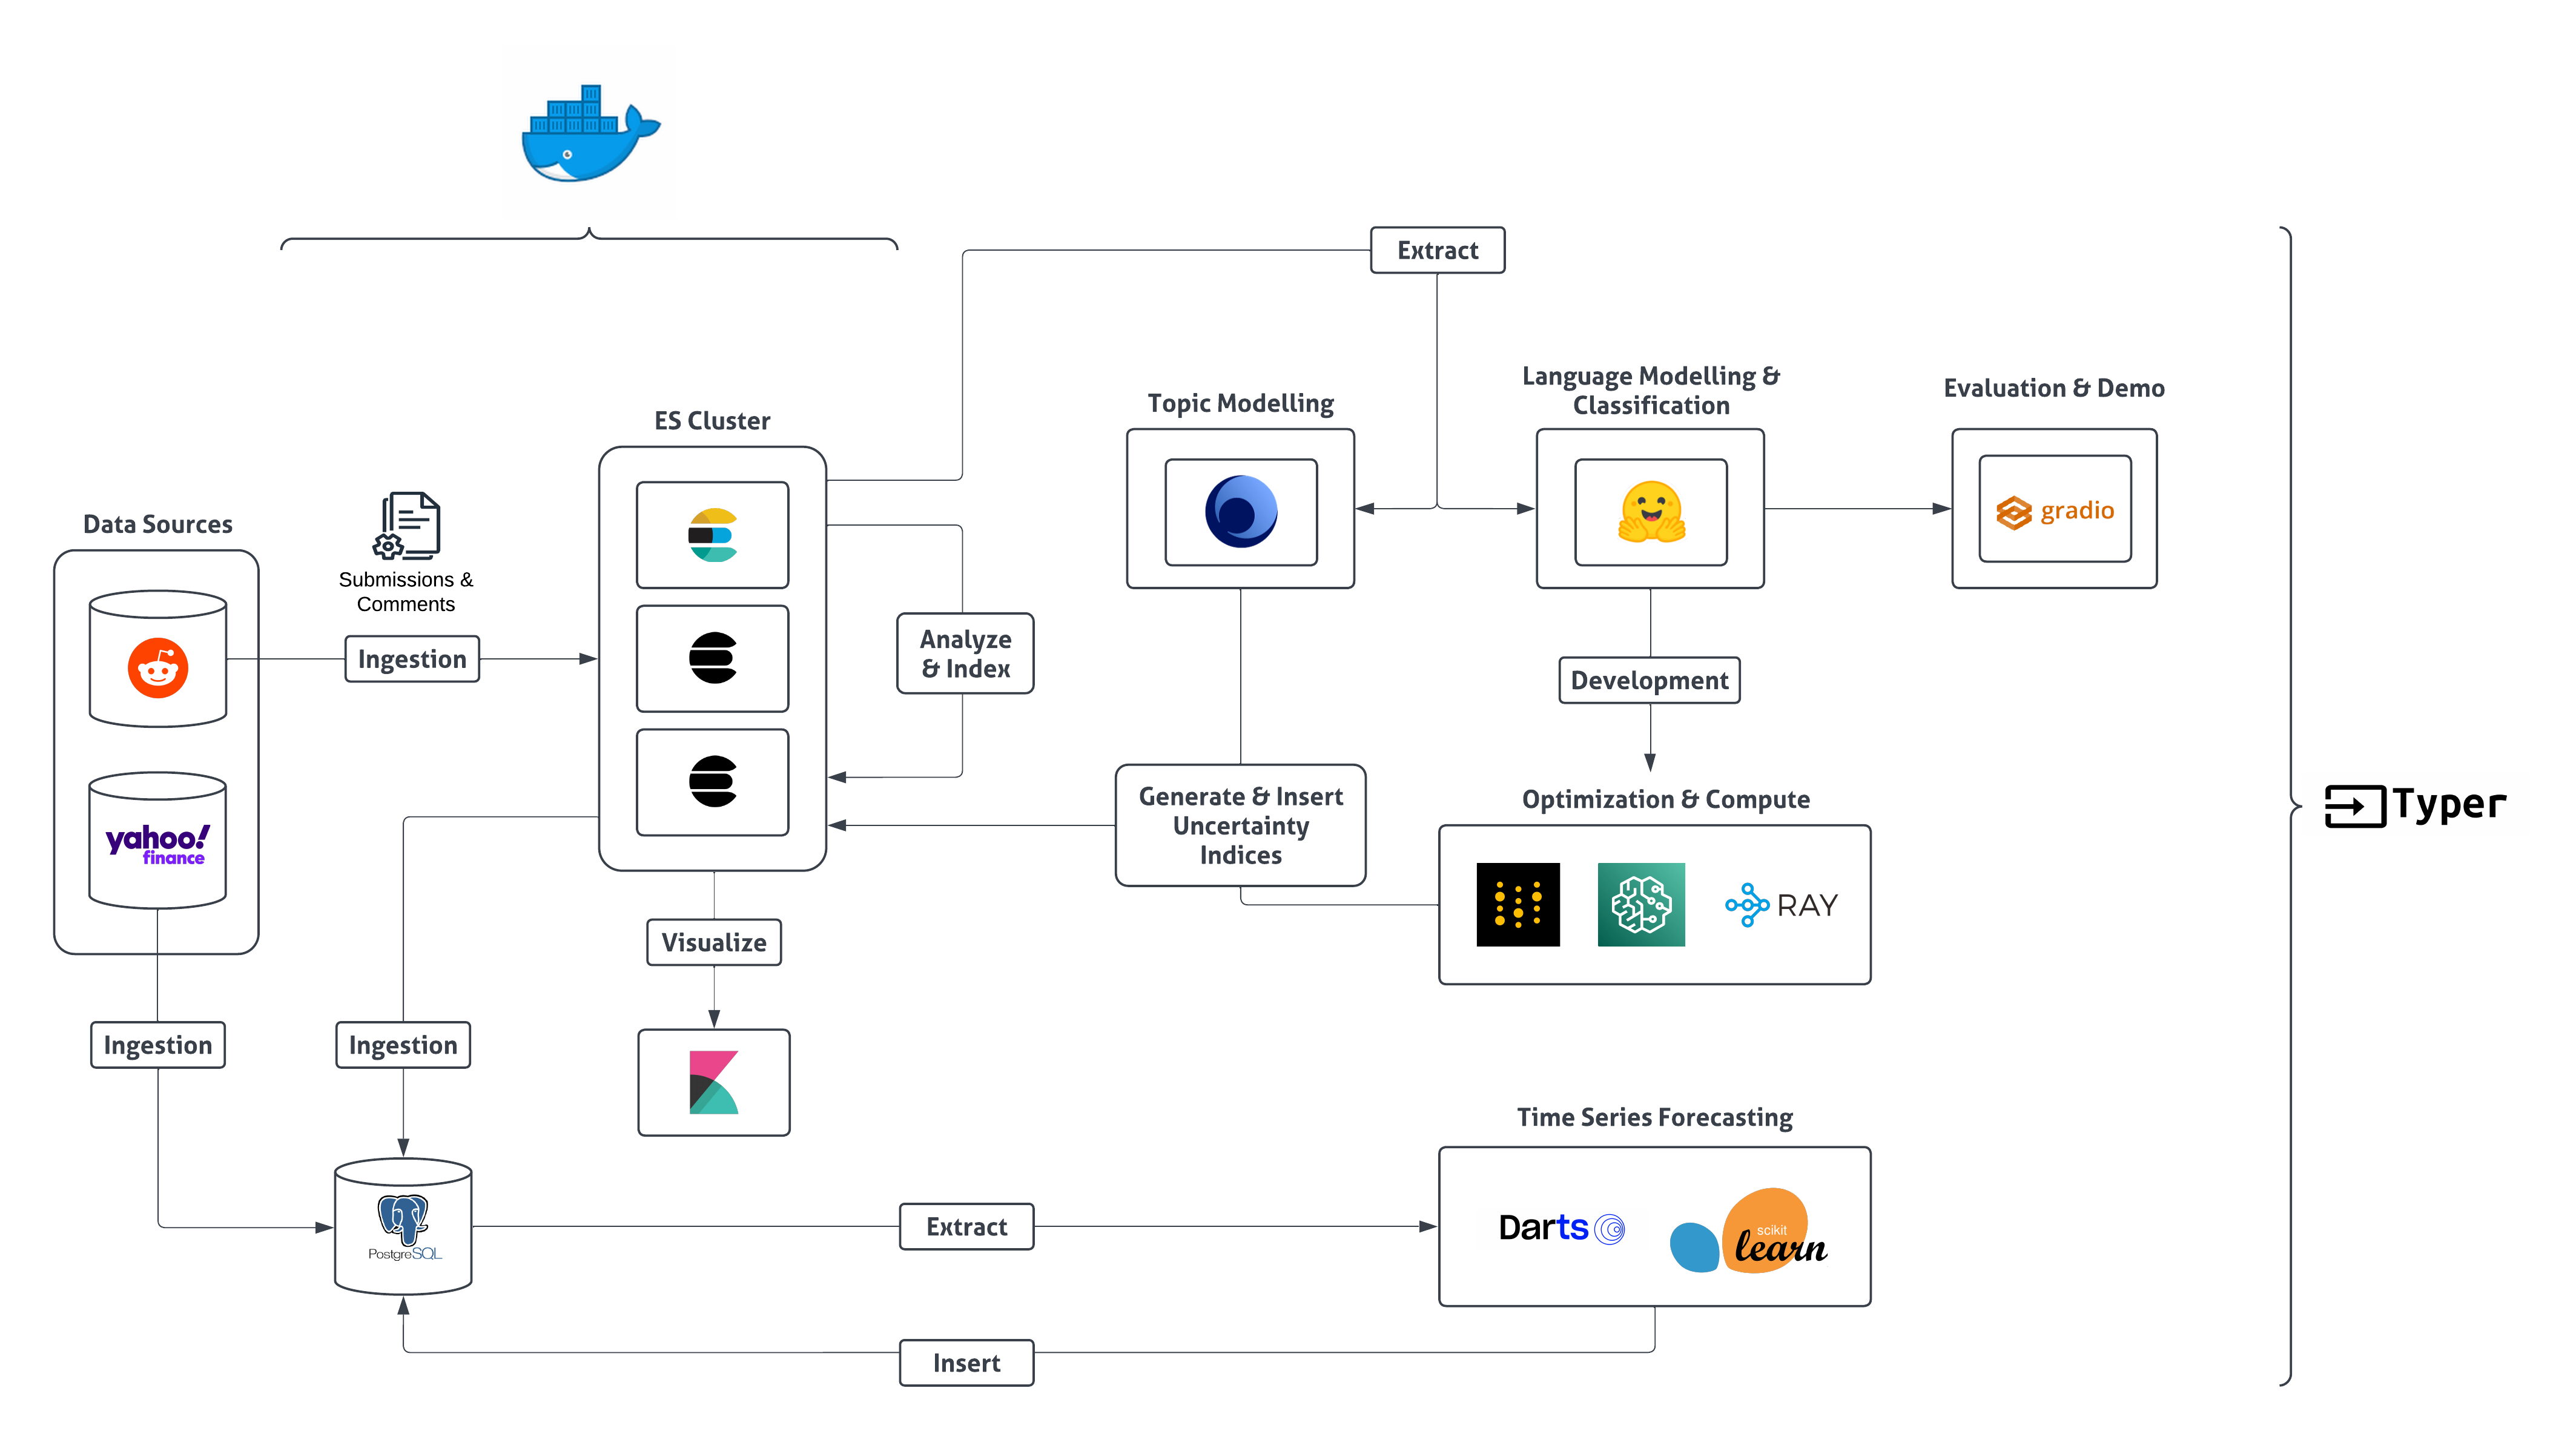 Extract
Language Modelling &
Classification
Evaluation & Demo
Topic Modelling
ES Cluster
gradio
Data Sources
Submissions &
Comments
Ingestion
Analyze
& Index
Development
yahoo!
finance
Generate & Insert
Uncertainty
Indices
Optimization & Compute
Typer
RAY
Visualize
Ingestion
Ingestion
Time Series Forecasting
PostgreSQL
Extract
Darts
scikit
learn
Insert